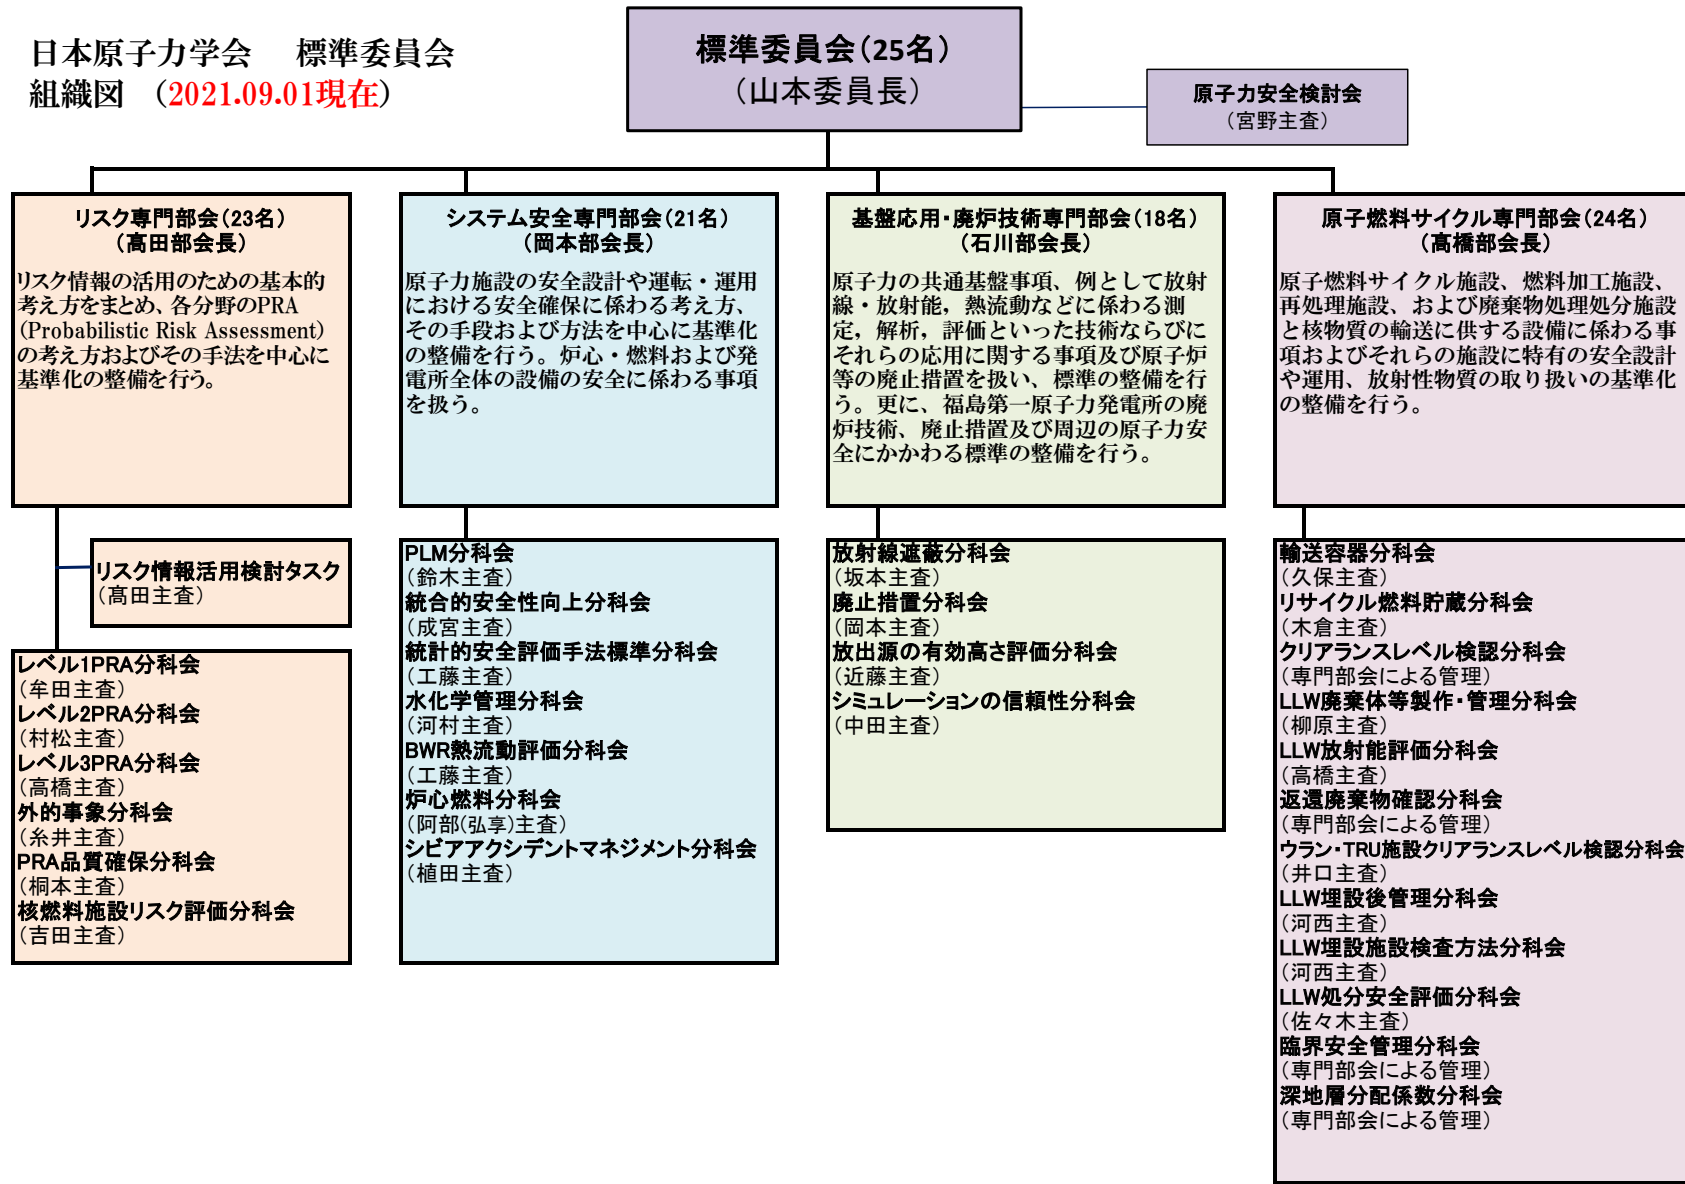 日本原子力学会 標準委員会
組織図 (2021.09.01現在)
標準委員会(25名)
(山本委員長)
原子力安全検討会
(宮野主査)
リスク専門部会(23名)
(髙田部会長)
リスク情報の活用のための基本的
考え方をまとめ、各分野のPRA
(Probabilistic Risk Assessment)
の考え方およびその手法を中心に
基準化の整備を行う。
リスク情報活用検討タスク
(髙田主査)
レベル1PRA分科会
(牟田主査)
レベル2PRA分科会
(村松主査)
レベル3PRA分科会
(高橋主査)
外的事象分科会
(糸井主査)
PRA品質確保分科会
(桐本主査)
核燃料施設リスク評価分科会
(吉田主査)
システム安全専門部会(21名)
(岡本部会長)
原子力施設の安全設計や運転・運用
における安全確保に係わる考え方、
その手段および方法を中心に基準化
の整備を行う。炉心・燃料および発
電所全体の設備の安全に係わる事項
を扱う。
PLM分科会
(鈴木主査)
統合的安全性向上分科会
(成宮主査)
統計的安全評価手法標準分科会
(工藤主査)
水化学管理分科会
(河村主査)
BWR熱流動評価分科会
(工藤主査)
炉心燃料分科会
(阿部(弘亨)主査)
シビアアクシデントマネジメント分科会
(植田主査)
基盤応用・廃炉技術専門部会(18名)
(石川部会長)
原子力の共通基盤事項、例として放射
線・放射能，熱流動などに係わる測
定，解析，評価といった技術ならびに
それらの応用に関する事項及び原子炉
等の廃止措置を扱い、標準の整備を行
う。更に、福島第一原子力発電所の廃
炉技術、廃止措置及び周辺の原子力安
全にかかわる標準の整備を行う。
放射線遮蔽分科会
(坂本主査)
廃止措置分科会
(岡本主査)
放出源の有効高さ評価分科会
(近藤主査)
シミュレーションの信頼性分科会
(中田主査)
原子燃料サイクル専門部会(24名)
(髙橋部会長)
原子燃料サイクル施設、燃料加工施設、
再処理施設、および廃棄物処理処分施設
と核物質の輸送に供する設備に係わる事
項およびそれらの施設に特有の安全設計
や運用、放射性物質の取り扱いの基準化
の整備を行う。
輸送容器分科会
(久保主査)
リサイクル燃料貯蔵分科会
(木倉主査)
クリアランスレベル検認分科会
(専門部会による管理)
LLW廃棄体等製作・管理分科会
(柳原主査)
LLW放射能評価分科会
(高橋主査)
返還廃棄物確認分科会
(専門部会による管理)
ウラン・TRU施設クリアランスレベル検認分科会
(井口主査)
LLW埋設後管理分科会
(河西主査)
LLW埋設施設検査方法分科会
(河西主査)
LLW処分安全評価分科会
(佐々木主査)
臨界安全管理分科会
(専門部会による管理)
深地層分配係数分科会
(専門部会による管理)